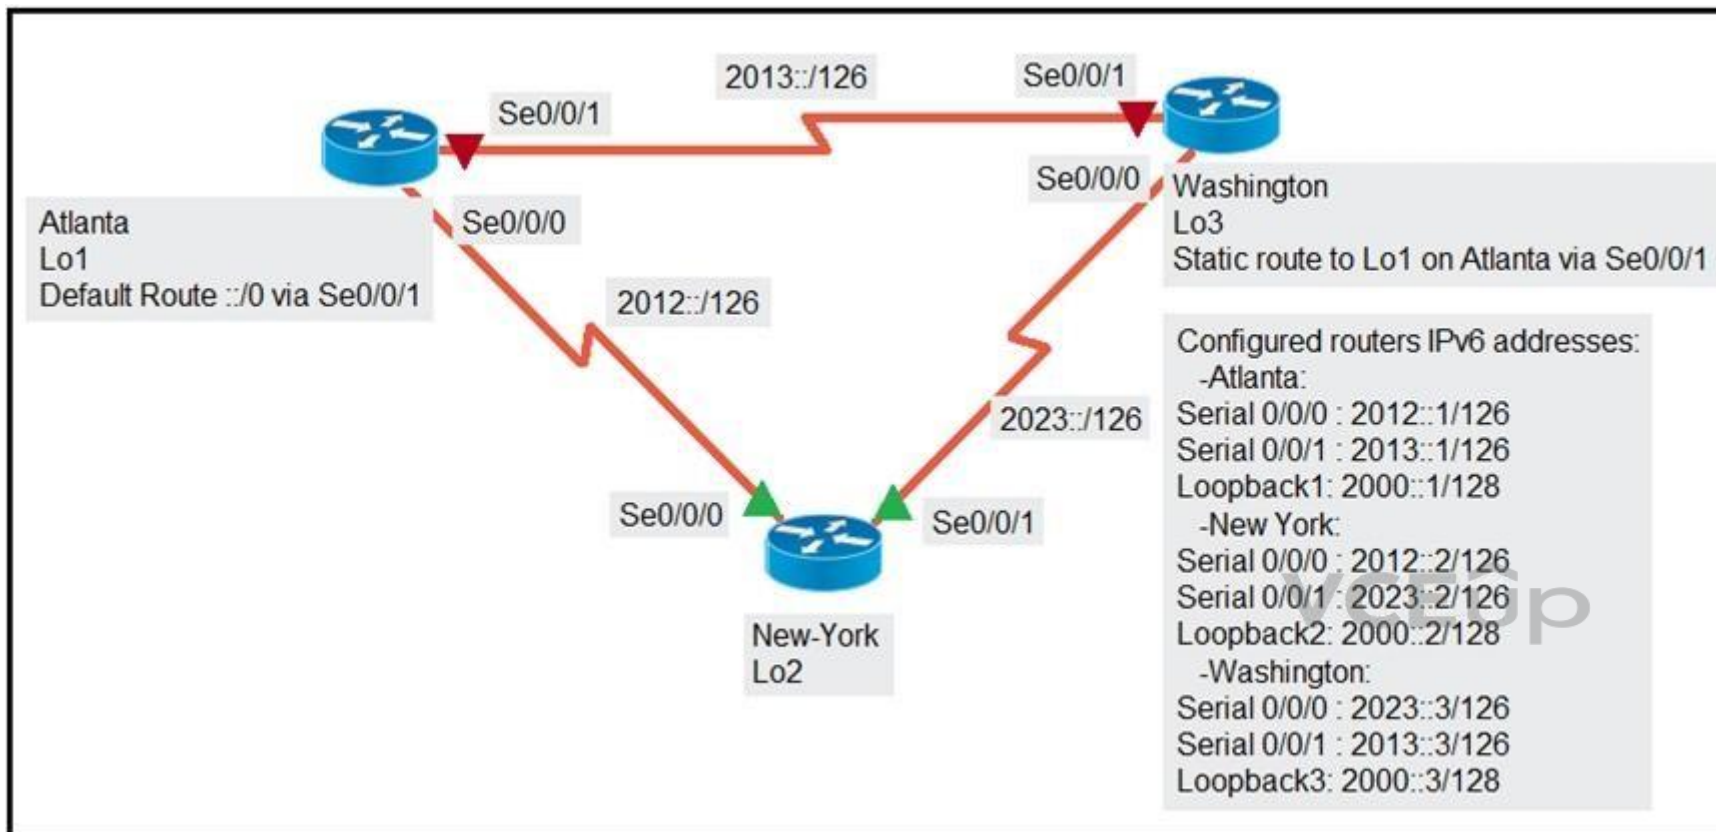 2013::/126
Se0/0/1
Se0/0/1
Se0/0/0
Se0/0/0
Atlanta
Lo1
Default Route ::/0 via Se0/0/1
Washington
Lo3
Static route to Lo1 on Atlanta via Se0/0/1
2012::/126
2023::/126
Se0/0/0
Se0/0/1
New-York
Lo2
Configured routers IPv6 addresses:
-Atlanta:
Serial 0/0/0 : 2012::1/126
Serial 0/0/1 : 2013::1/126
Loopback1: 2000::1/128
-New York:
Serial 0/0/0 : 2012::2/126
Serial 0/0/1 : 2023::2/126
Loopback2: 2000::2/128
-Washington:
Serial 0/0/0 : 2023::3/126
Serial 0/0/1 : 2013::3/126
Loopback3: 2000::3/128
VCEup